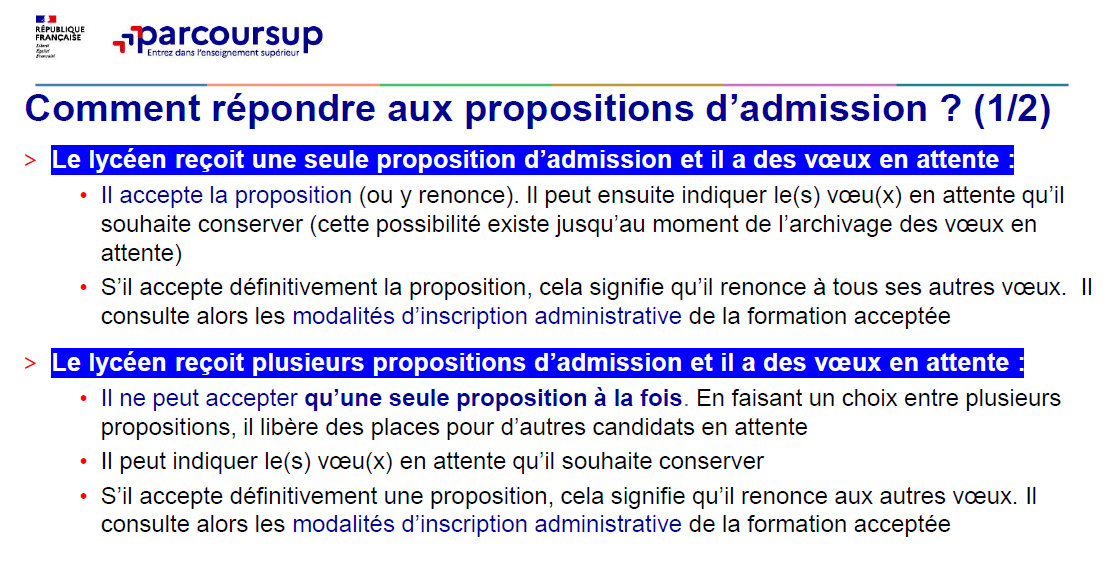 RÉPUBLIQUE
FRANÇAISE
Liberté
Égalité
Fraternité
parcoursup
Entrez dans l'enseignement supérieur
Comment répondre aux propositions d’admission ? (1/2)
> Le lycéen reçoit une seule proposition d’admission et il a des vœux en attente :
• Il accepte la proposition (ou y renonce). Il peut ensuite indiquer le(s) vœu(x) en attente qu’il
souhaite conserver (cette possibilité existe jusqu’au moment de l’archivage des vœux en
attente)
• S’il accepte définitivement la proposition, cela signifie qu’il renonce à tous ses autres vœux.  Il
consulte alors les modalités d’inscription administrative de la formation acceptée
> Le lycéen reçoit plusieurs propositions d’admission et il a des vœux en attente :
• Il ne peut accepter qu’une seule proposition à la fois. En faisant un choix entre plusieurs
propositions, il libère des places pour d’autres candidats en attente
• Il peut indiquer le(s) vœu(x) en attente qu’il souhaite conserver
• S’il accepte définitivement une proposition, cela signifie qu’il renonce aux autres vœux. Il
consulte alors les modalités d’inscription administrative de la formation acceptée